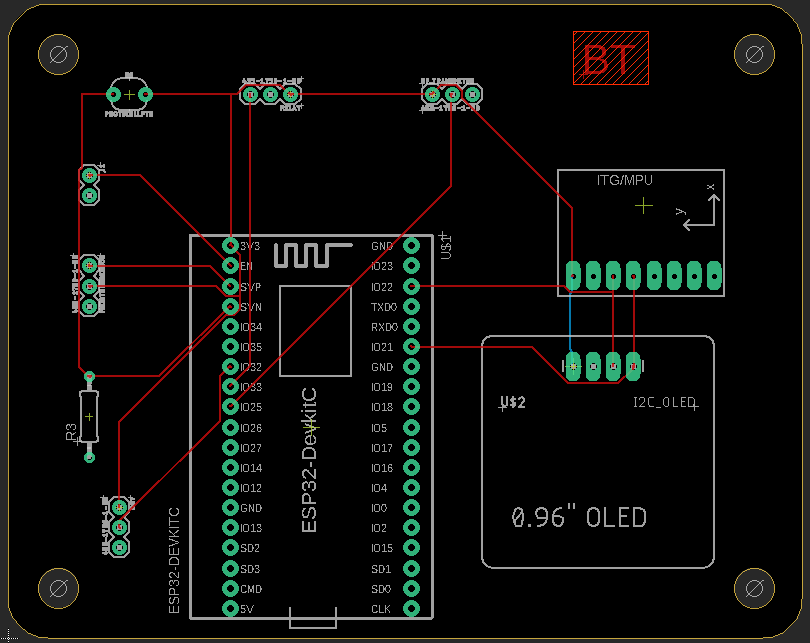 BT
ITG/MPU
x
y
U$1
3V3
GND
EN
IO23
SVP
IO22
SVN
TXD0
IO34
RXD0
IO35
IO21
IO32
GND
IO33
IO19
IO25
IO18
IO26
IO5
IO27
IO17
IO14
IO16
IO12
IO4
GND
IO0
IO13
IO2
SD2
IO15
SD3
SD1
CMD
SD0
5V
CLK
ESP32-DevkitC
ESP32-DEVKITC
R3
U$2
I2C_OLED
0.96" OLED